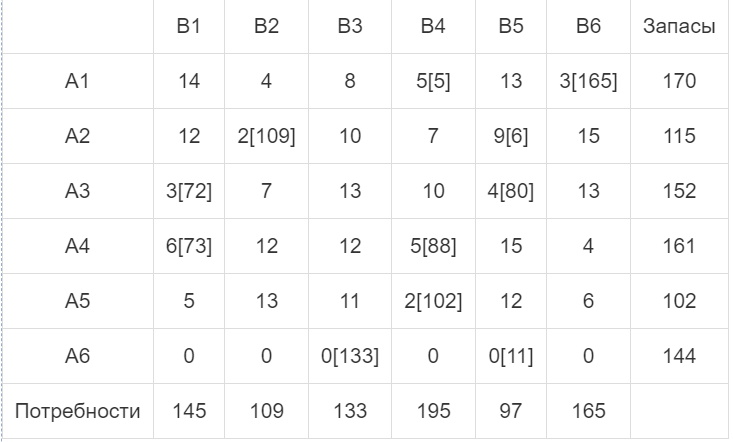 B1 B2 B3 B4 B5 B6 Запасы
A1 14 4 8 5[5] 13 3[165] 170
A2 12 2[109] 10 7 9[6] 15 115
A3 3[72] 7 13 10 4[80] 13 152
A4 6[73] 12 12 5[88] 15 4 161
A5 5 13 11 2[102] 12 6 102
A6 0 0 0[133] 0 0[11] 0 144
Потребности 145 109 133 195 97 165